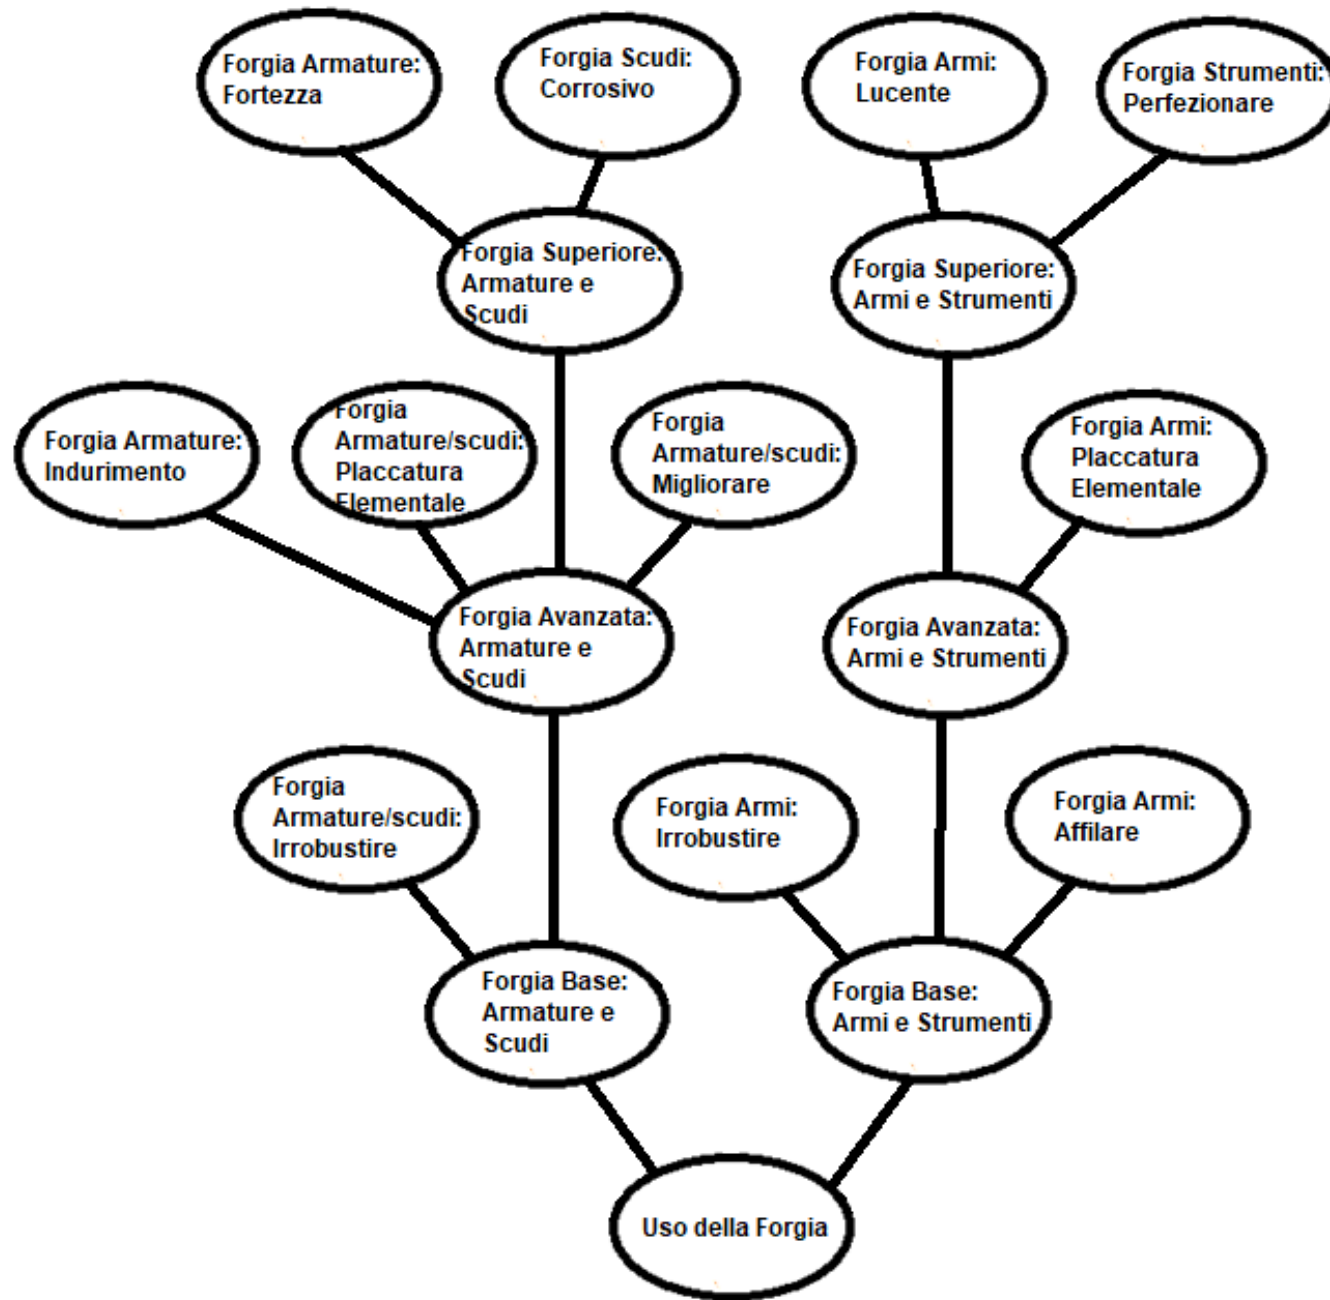 Forgia Armature:
Fortezza
Forgia Scudi:
Corrosivo
Forgia Armi:
Lucente
Forgia Strumenti:
Perfezionare
Forgia Superiore:
Armature e
Scudi
Forgia Superiore:
Armi e Strumenti
Forgia Armature:
Indurimento
Forgia
Armature/scudi:
Placcatura
Elementale
Forgia
Armature/scudi:
Migliorare
Forgia Armi:
Placcatura
Elementale
Forgia Avanzata:
Armature e
Scudi
Forgia Avanzata:
Armi e Strumenti
Forgia
Armature/scudi:
Irrobustire
Forgia Armi:
Irrobustire
Forgia Armi:
Affilare
Forgia Base:
Armature e
Scudi
Forgia Base:
Armi e Strumenti
Uso della Forgia